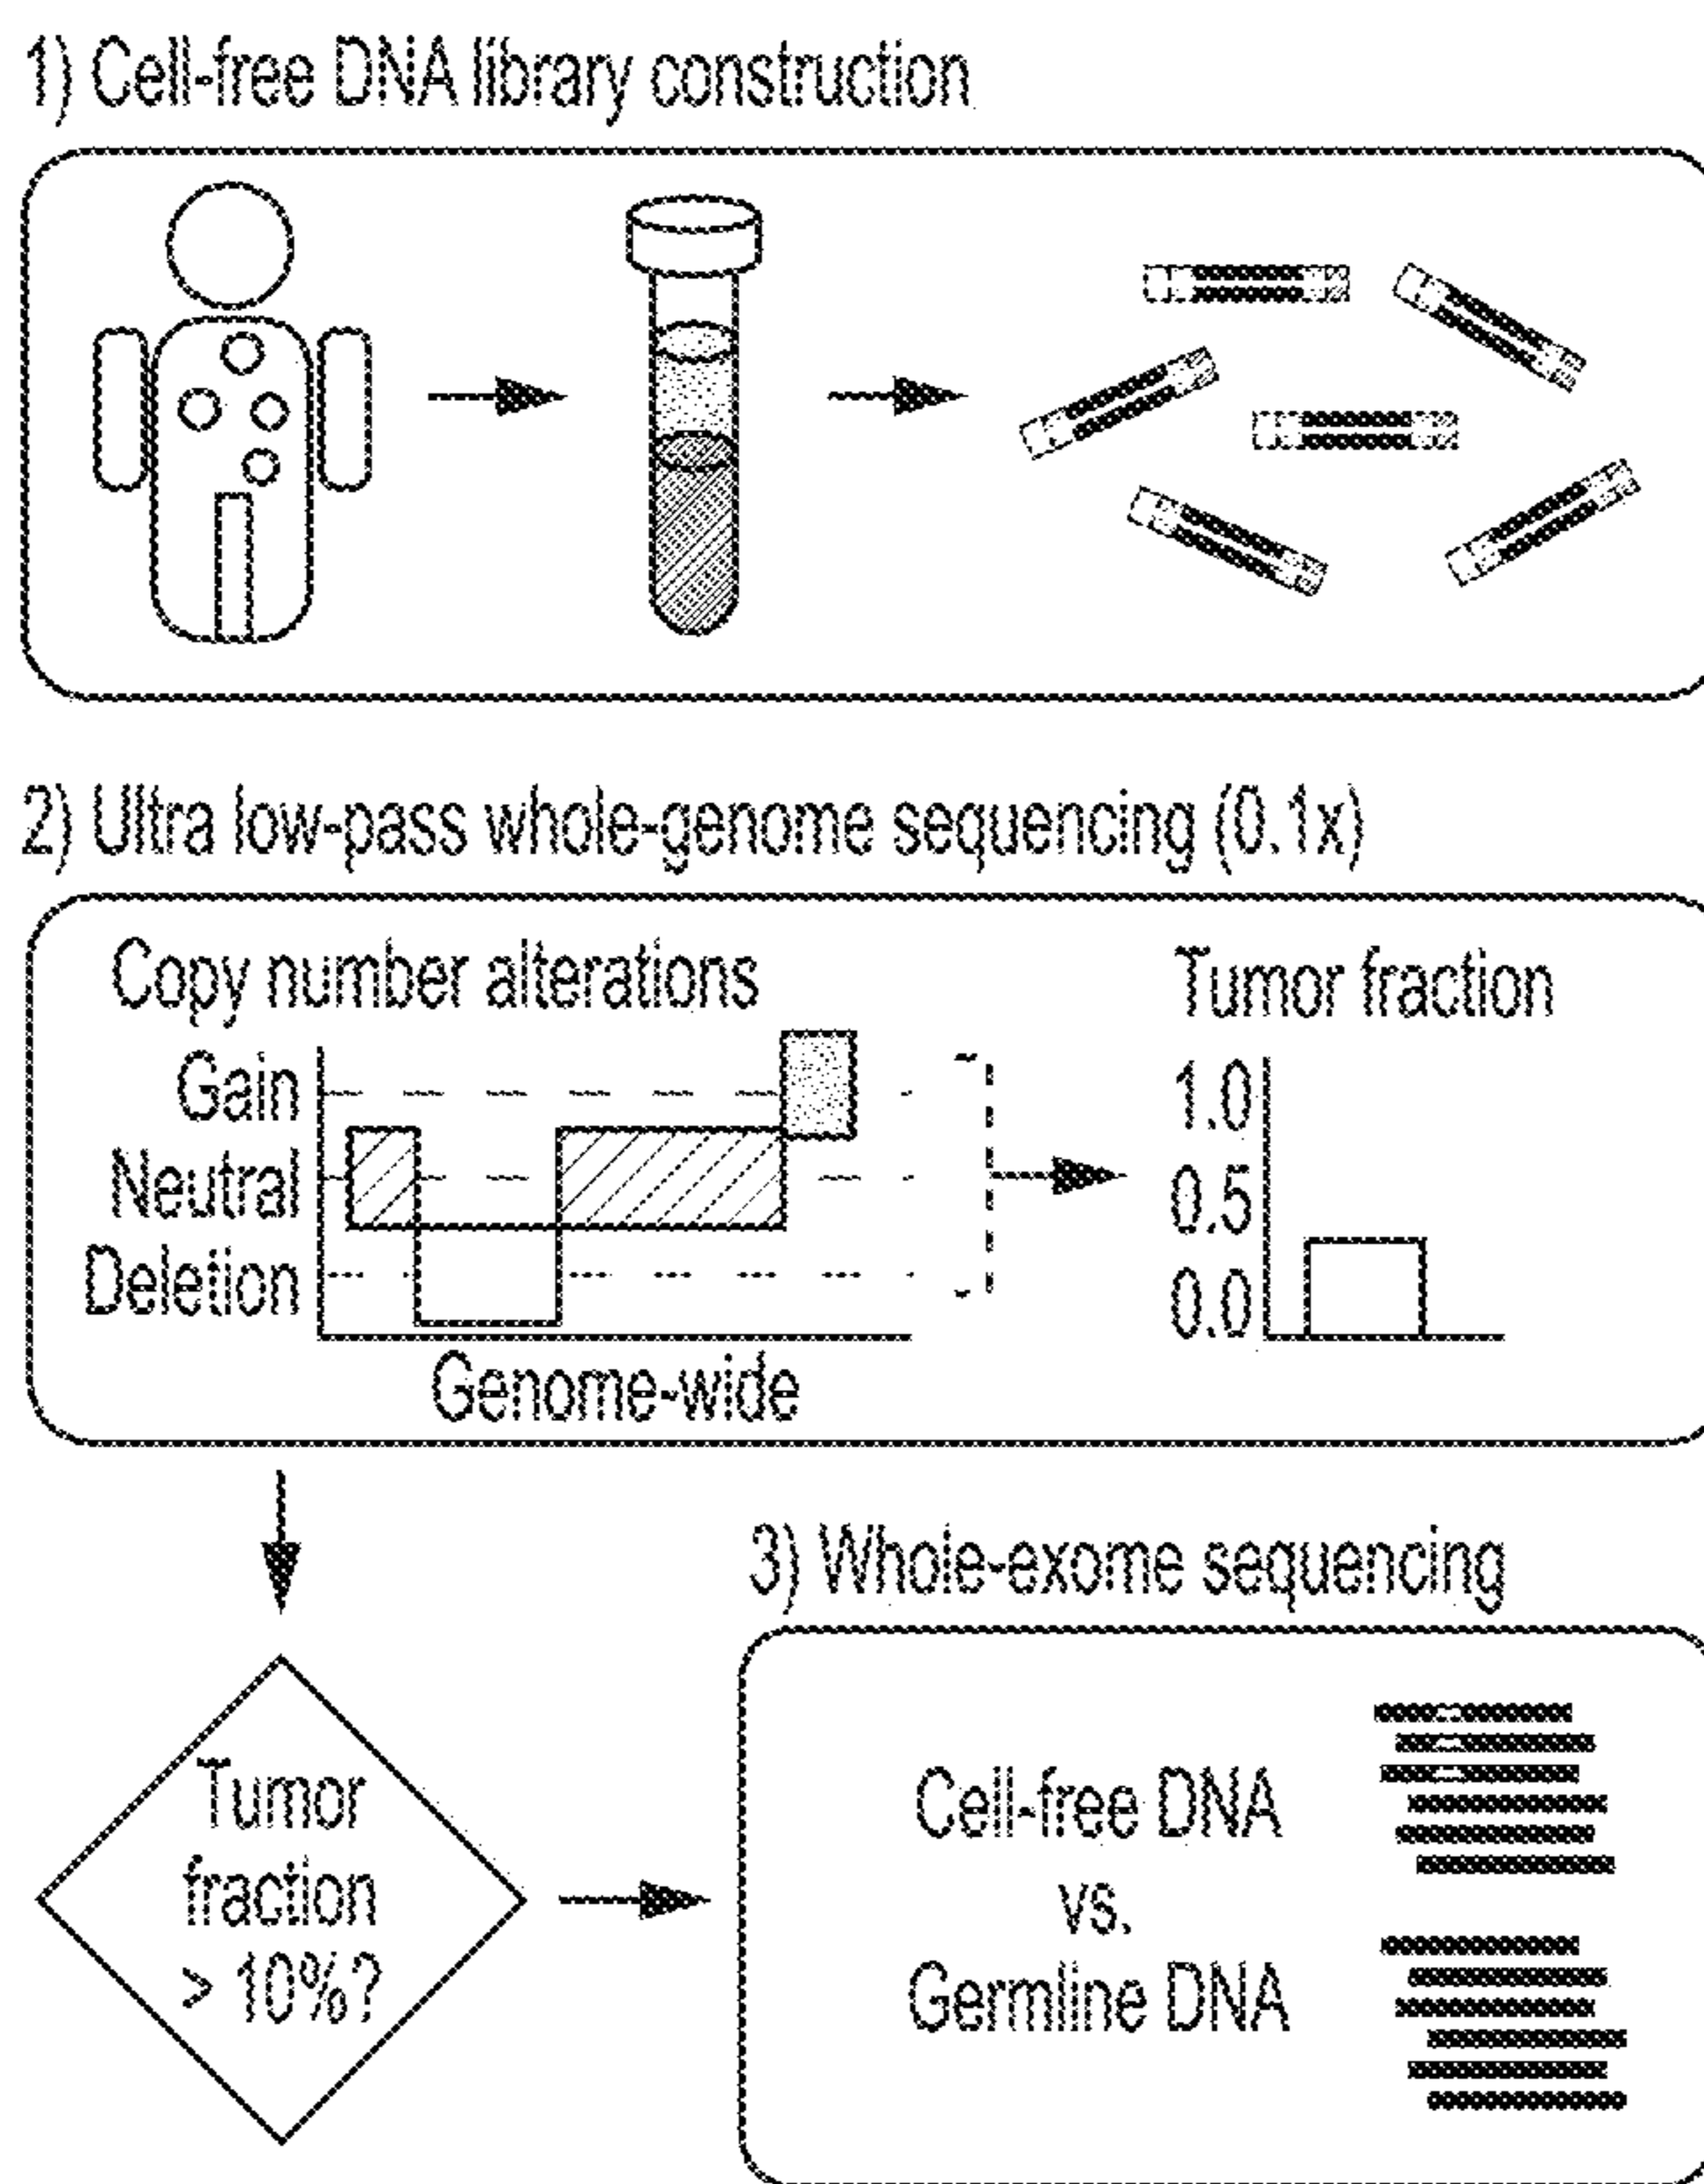 1) Cell-free DNA library construction
2) Ultra low-pass whole-genome sequencing (0.1x)
Copy number alterations
Gain
Neutral
Deletion
Genome-wide
Tumor fraction
1.0
0.5
0.0
Tumor
fraction
> 10%?
3) Whole-exome sequencing
Cell-free DNA
vs.
Germline DNA